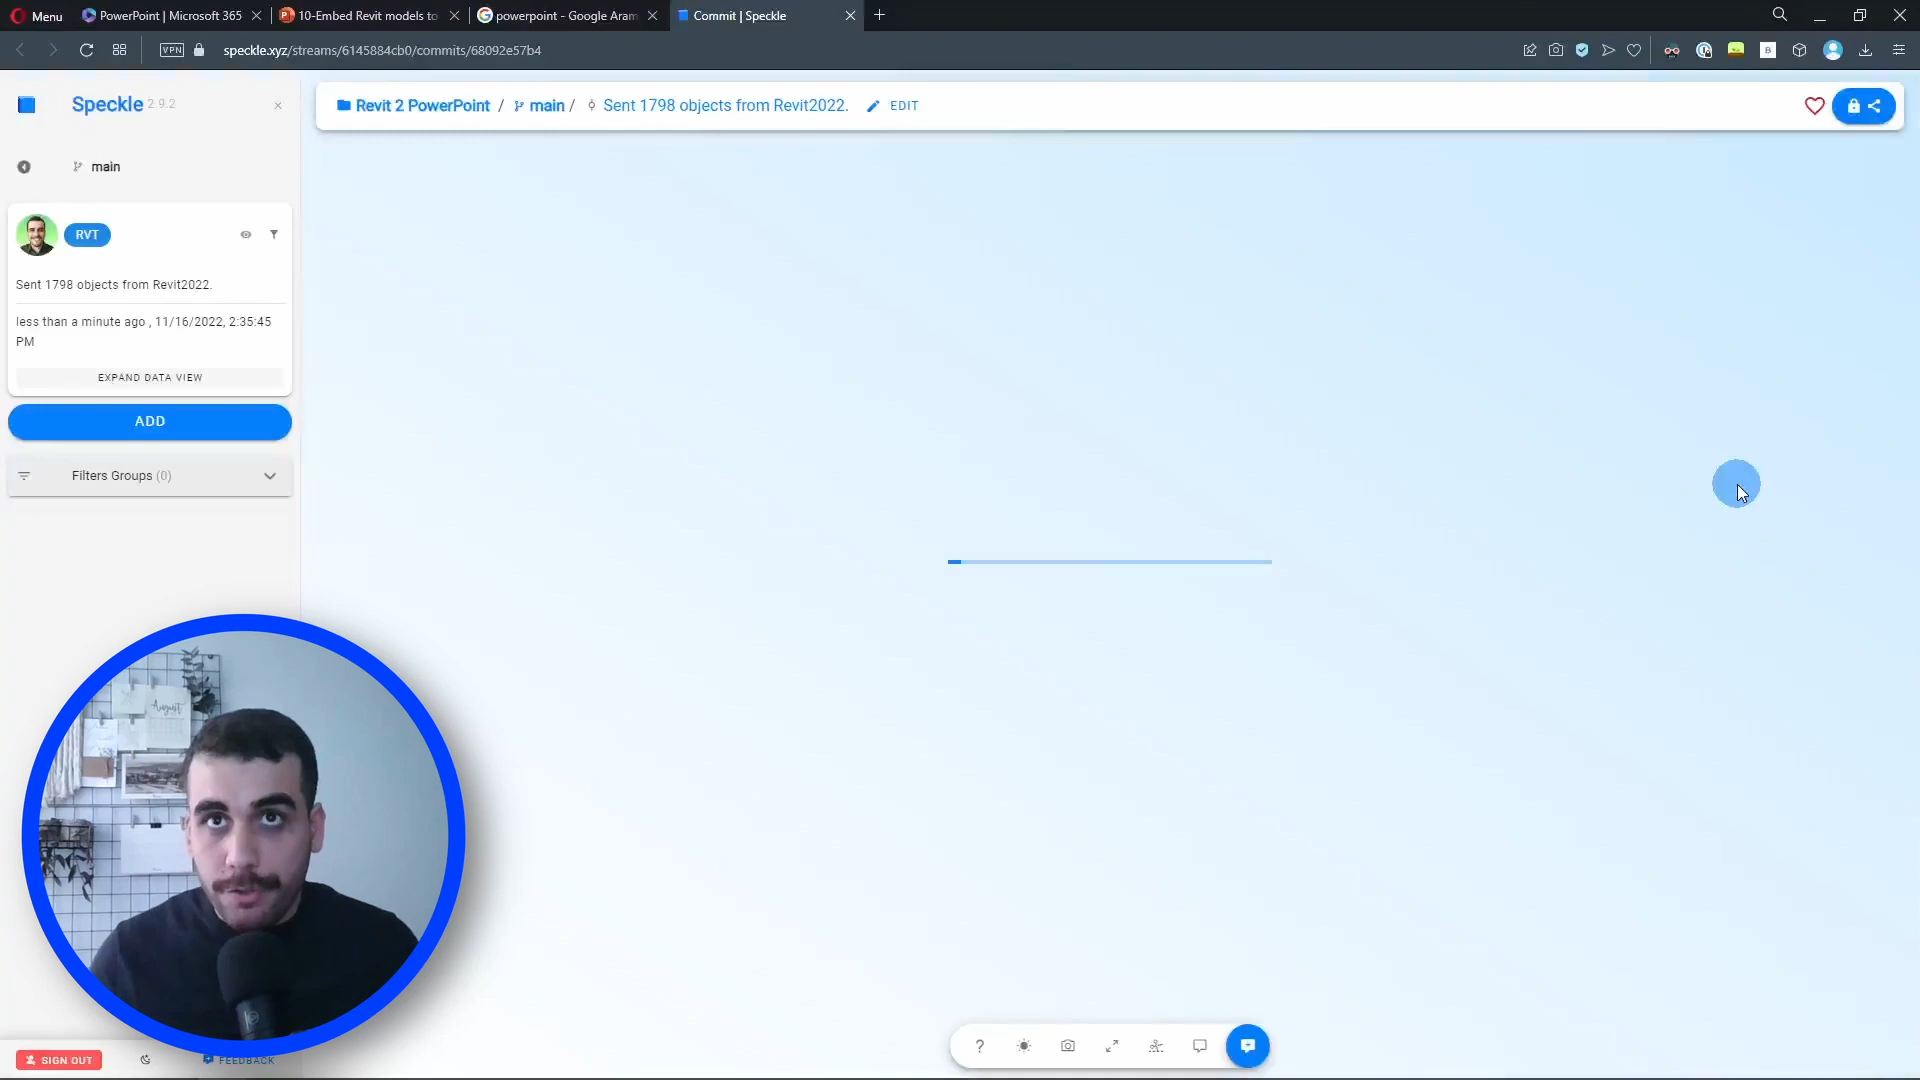 Menu
PowerPoint | Microsoft 365
10-Embed Revit models to
powerpoint - Google Aram
Commit | Speckle
VPN
speckle.xyz/streams/6145884cb0/commits/68092e57b4
Speckle 2.9.2
Revit 2 PowerPoint / main / Sent 1798 objects from Revit2022. EDIT
main
RVT
Sent 1798 objects from Revit2022.
less than a minute ago , 11/16/2022, 2:35:45
PM
EXPAND DATA VIEW
ADD
Filters Groups (0)
August
SIGN OUT
FEEDBACK